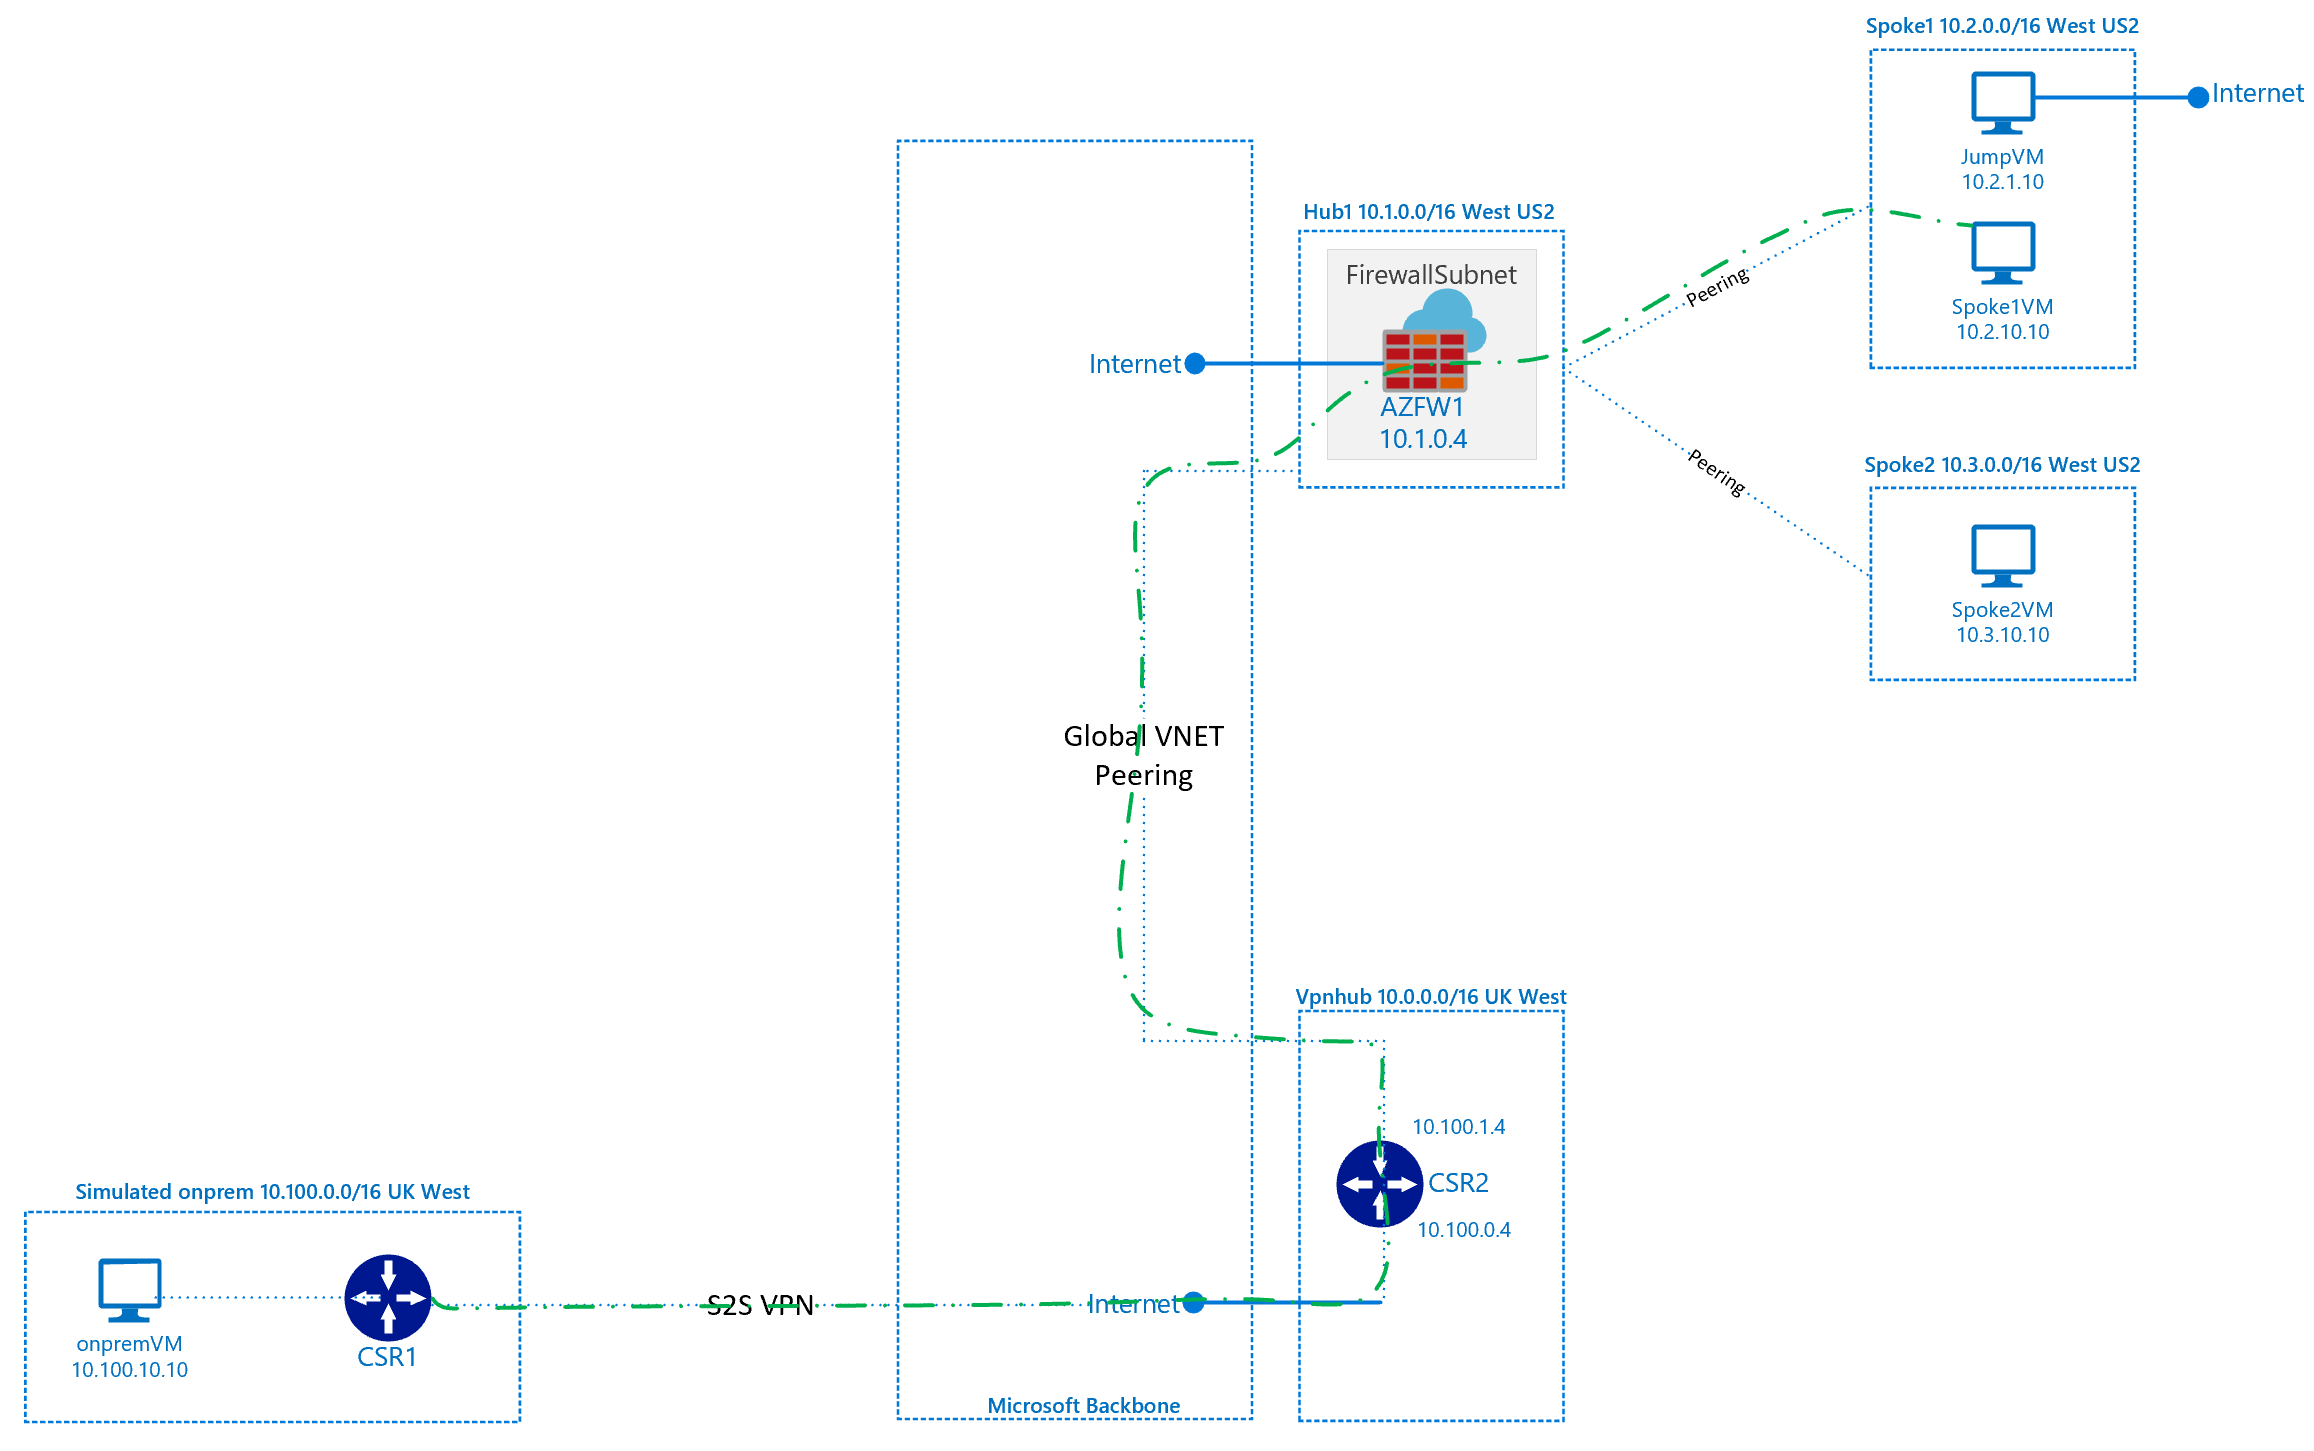 Spoke1 10.2.0.0/16 West US2
Internet
JumpVM
10.2.1.10
Spoke1VM
10.2.10.10
Hub1 10.1.0.0/16 West US2
FirewallSubnet
Internet
AZFW1
10.1.0.4
Peering
Peering
Spoke2 10.3.0.0/16 West US2
Spoke2VM
10.3.10.10
Global VNET
Peering
Vpnhub 10.0.0.0/16 UK West
10.100.1.4
CSR2
10.100.0.4
Simulated onprem 10.100.0.0/16 UK West
onpremVM
10.100.10.10
CSR1
S2S VPN
Internet
Microsoft Backbone